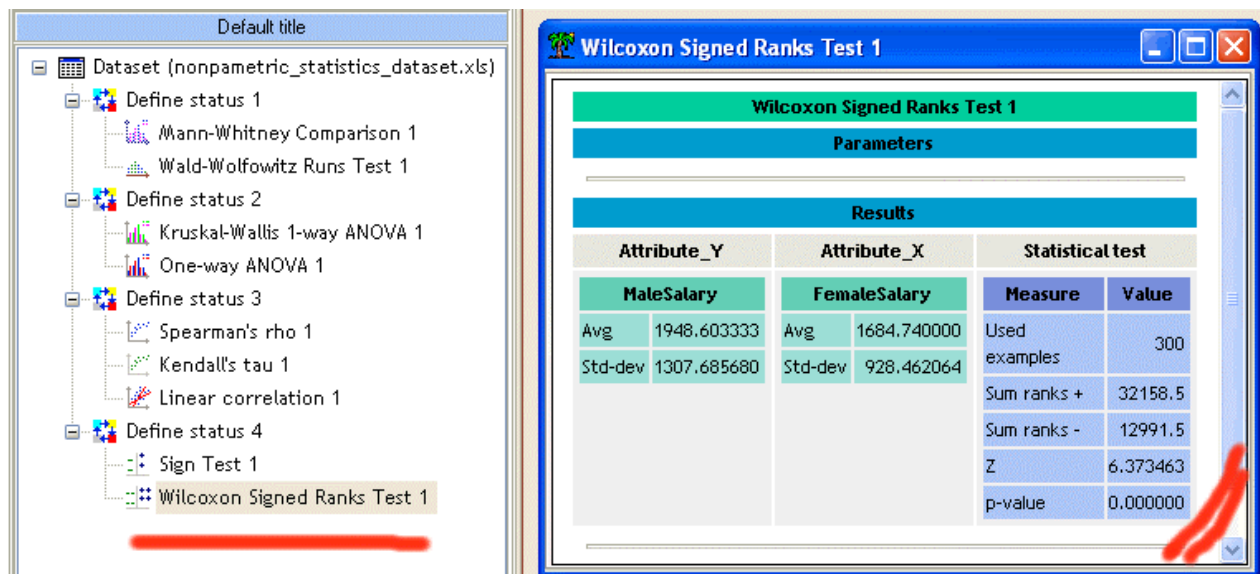 Default title
Dataset (nonpametric_statistics_dataset.xls)
Define status 1
Mann-Whitney Comparison 1
Wald-Wolfowitz Runs Test 1
Define status 2
Kruskal-Wallis 1-way ANOVA 1
One-way ANOVA 1
Define status 3
Spearman's rho 1
Kendall's tau 1
Linear correlation 1
Define status 4
Sign Test 1
Wilcoxon Signed Ranks Test 1
Wilcoxon Signed Ranks Test 1
Wilcoxon Signed Ranks Test 1
Parameters
Results
Attribute_Y Attribute_X Statistical test
MaleSalary FemaleSalary Measure Value
Avg 1948.603333 Avg 1684.740000 Used examples 300
Std-dev 1307.685680 Std-dev 928.462064
Sum ranks + 32158.5
Sum ranks - 12991.5
Z 6.373463
p-value 0.000000